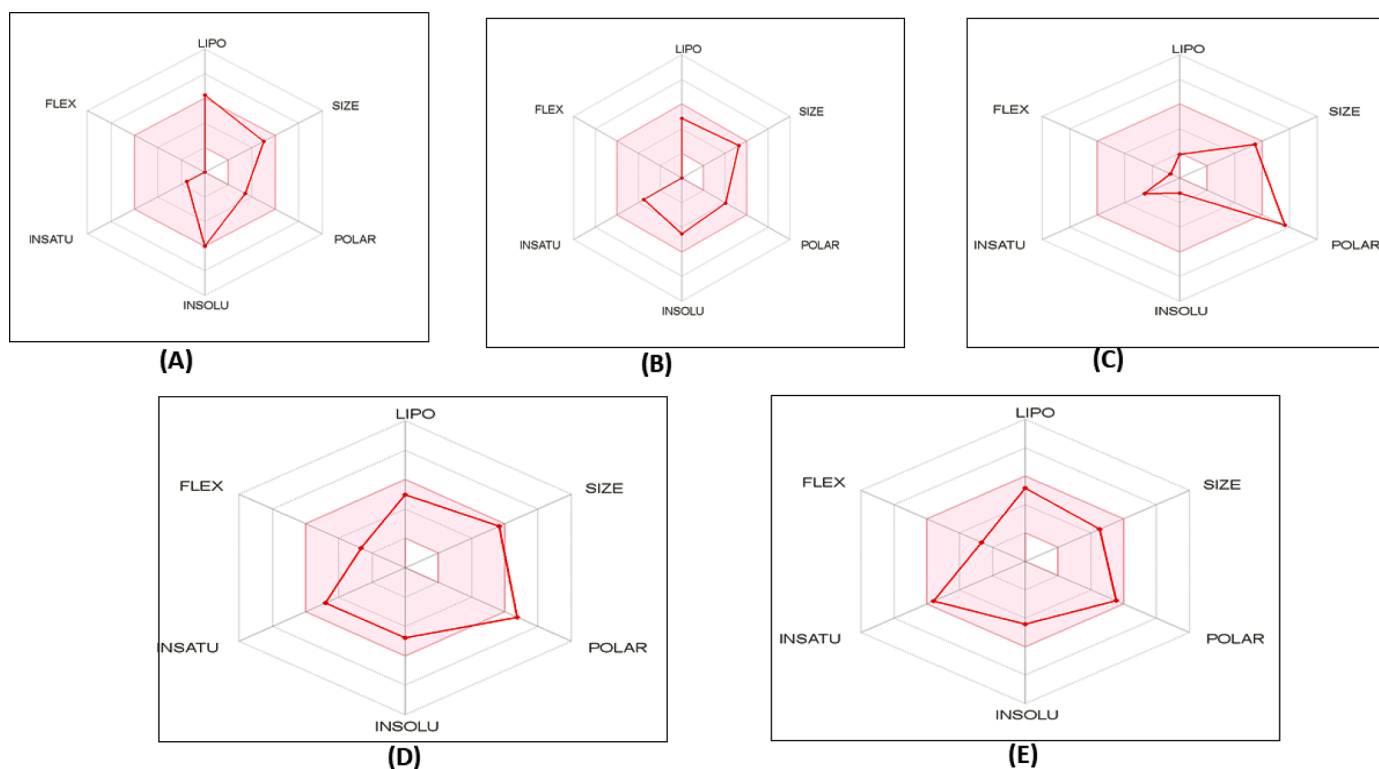 LIPO
FLEX
SIZE
INSATU
POLAR
INSOLU
(A)
LIPO
FLEX
SIZE
INSATU
POLAR
INSOLU
(B)
LIPO
FLEX
SIZE
INSATU
POLAR
INSOLU
(C)
LIPO
FLEX
SIZE
INSATU
POLAR
INSOLU
(D)
LIPO
FLEX
SIZE
INSATU
POLAR
INSOLU
(E)